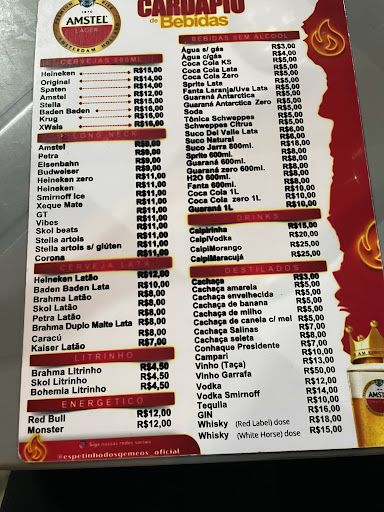 CARDÁPIO
de Bebidas
1870
AMSTEL
LAGER
AMSTERDAM
CERVEJAS 600ML
Heineken R$15,00
Original R$14,00
Spaten R$14,00
Amstel R$12,00
Stella R$15,00
Baden Baden R$16,00
Krug R$16,00
XWals R$16,00
LONG NECK
Amstel R$9,00
Petra R$9,00
Eisenbahn R$9,00
Budweiser R$9,00
Heineken zero R$11,00
Heineken R$11,00
Smirnoff Ice R$11,00
Xeque Mate R$11,00
GT R$11,00
Vibes R$11,00
Skol beats R$11,00
Stella artois R$11,00
Stella artois s/ glúten R$11,00
Corona R$11,00
CERVEJA LATA
Heineken Latão R$12,00
Baden Baden Lata R$10,00
Brahma Latão R$8,00
Skol Latão R$8,00
Petra Latão R$8,00
Brahma Duplo Malte Lata R$8,00
Caracú R$8,00
Kaiser Latão R$7,00
LITRINHO
Brahma Litrinho R$4,50
Skol Litrinho R$4,50
Bohemia Litrinho R$4,50
ENERGÉTICO
Red Bull R$12,00
Monster R$12,00
Siga nossas redes sociais
@espetinhodosgemeos_oficial
BEBIDAS SEM ÁLCOOL
Água s/ gás R$3,00
Água c/gás R$4,00
Coca Cola KS R$5,00
Coca Cola Lata R$5,00
Coca Cola Zero R$5,00
Sprite Lata R$5,00
Fanta Laranja/Uva Lata R$5,00
Guaraná Antarctica R$5,00
Guaraná Antarctica Zero R$5,00
Soda R$5,00
Tônica Schweppes R$5,00
Schweppes Citrus R$5,00
Suco Del Valle Lata R$6,00
Suco Natural R$8,00
Suco Jarra 800ml. R$18,00
Sprite 600ml. R$8,00
Guaraná 600ml. R$8,00
Guaraná zero 600ml. R$8,00
H2O 600ml. R$8,00
Fanta 600ml. R$8,00
Coca Cola 1L R$10,00
Coca Cola zero 1L R$10,00
Guaraná 1L R$10,00
DRINKS
Caipirinha R$15,00
CaipiVodka R$20,00
CaipiMorango R$25,00
CaipiMaracujá R$25,00
DESTILADOS
Cachaça R$3,00
Cachaça amarela R$5,00
Cachaça envelhecida R$5,00
Cachaça de banana R$5,00
Cachaça de milho R$5,00
Cachaça de canela c/ mel R$5,00
Cachaça Salinas R$7,00
Cachaça seleta R$8,00
Conhaque Presidente R$7,00
Campari R$10,00
Vinho (Taça) R$13,00
Vinho Garrafa R$50,00
Vodka R$12,00
Vodka Smirnoff R$14,00
Tequila R$10,00
GIN R$16,00
Whisky (Red Label) dose R$18,00
Whisky (White Horse) dose R$15,00
AMSTEL